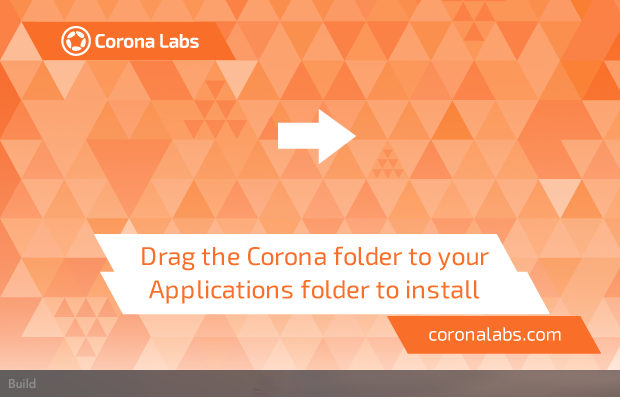 Corona Labs
Drag the Corona folder to your
Applications folder to install
coronalabs.com
Build